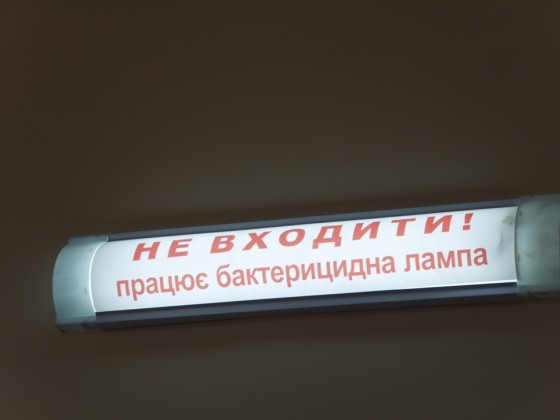 НЕ ВХОДИТИ!
працює бактерицидна лампа